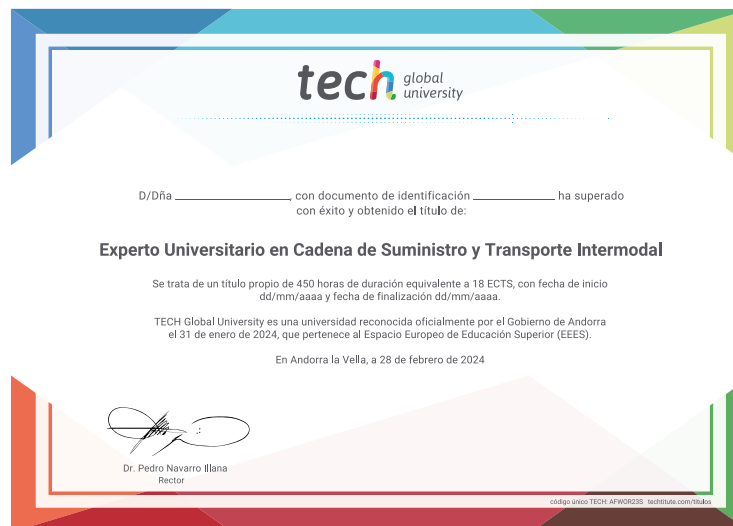 tech global university
D/Dña ____________________, con documento de identificación ______________ ha superado
con éxito y obtenido el título de:
Experto Universitario en Cadena de Suministro y Transporte Intermodal
Se trata de un título propio de 450 horas de duración equivalente a 18 ECTS, con fecha de inicio
dd/mm/aaaa y fecha de finalización dd/mm/aaaa.
TECH Global University es una universidad reconocida oficialmente por el Gobierno de Andorra
el 31 de enero de 2024, que pertenece al Espacio Europeo de Educación Superior (EEES).
En Andorra la Vella, a 28 de febrero de 2024
Dr. Pedro Navarro Illana
Rector
código único TECH: AFWOR23S techtitute.com/titulos